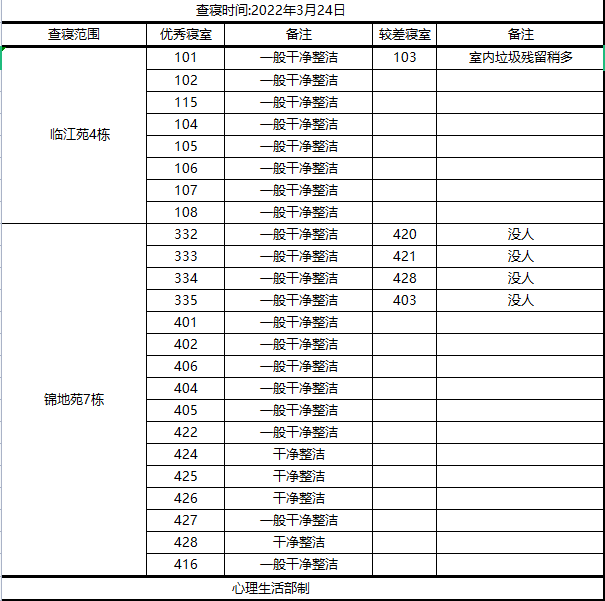 查寝时间:2022年3月24日
查寝范围 优秀寝室 备注 较差寝室 备注
临江苑4栋
101 一般干净整洁 103 室内垃圾残留稍多
102 一般干净整洁
115 一般干净整洁
104 一般干净整洁
105 一般干净整洁
106 一般干净整洁
107 一般干净整洁
108 一般干净整洁
锦地苑7栋
332 一般干净整洁 420 没人
333 一般干净整洁 421 没人
334 一般干净整洁 428 没人
335 一般干净整洁 403 没人
401 一般干净整洁
402 一般干净整洁
406 一般干净整洁
404 一般干净整洁
405 一般干净整洁
422 一般干净整洁
424 干净整洁
425 干净整洁
426 干净整洁
427 一般干净整洁
428 干净整洁
416 一般干净整洁
心理生活部制